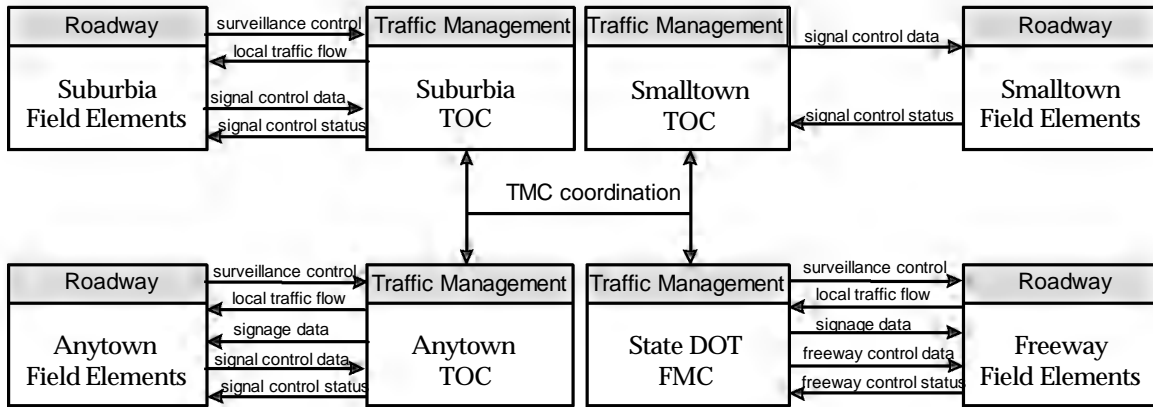 Roadway
surveillance control
Traffic Management
local traffic flow
Suburbia
Field Elements
signal control data
signal control status
Suburbia
TOC
Traffic Management
signal control data
Roadway
Smalltown
TOC
signal control status
Smalltown
Field Elements
TMC coordination
Roadway
surveillance control
Traffic Management
local traffic flow
signage data
Anytown
Field Elements
signal control data
signal control status
Anytown
TOC
Traffic Management
surveillance control
Roadway
local traffic flow
State DOT
FMC
signage data
freeway control data
freeway control status
Freeway
Field Elements